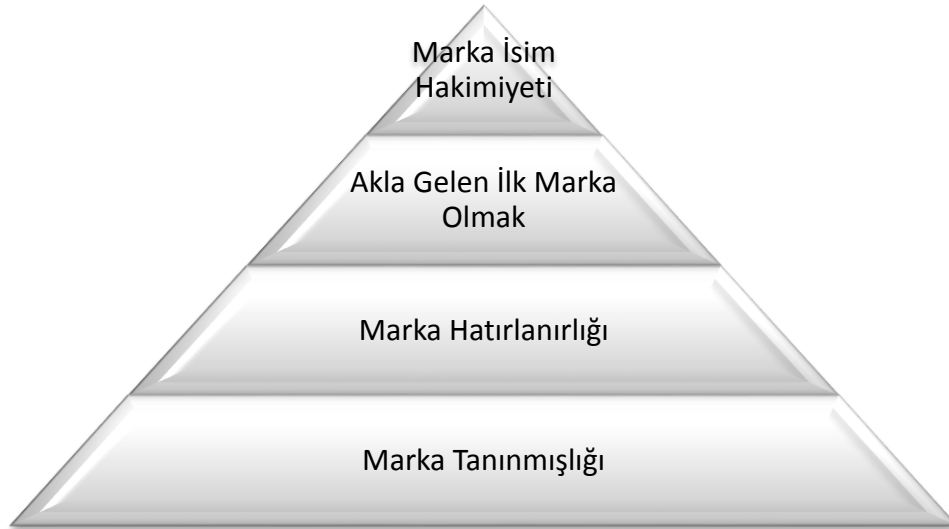 Marka İsim
Hakimiyeti
Akla Gelen İlk Marka
Olmak
Marka Hatırlanırlığı
Marka Tanınmışlığı